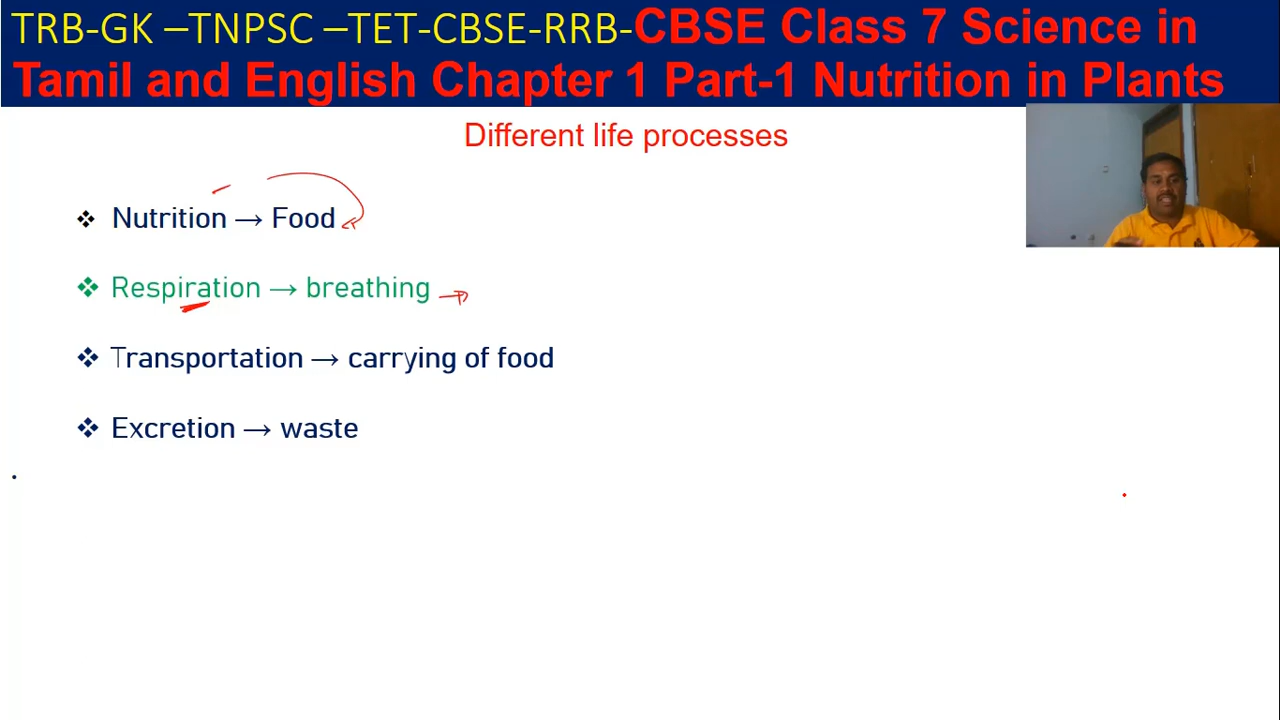 TRB-GK –TNPSC –TET-CBSE-RRB-CBSE Class 7 Science in
Tamil and English Chapter 1 Part-1 Nutrition in Plants
Different life processes
❖ Nutrition → Food
❖ Respiration → breathing
❖ Transportation → carrying of food
❖ Excretion → waste